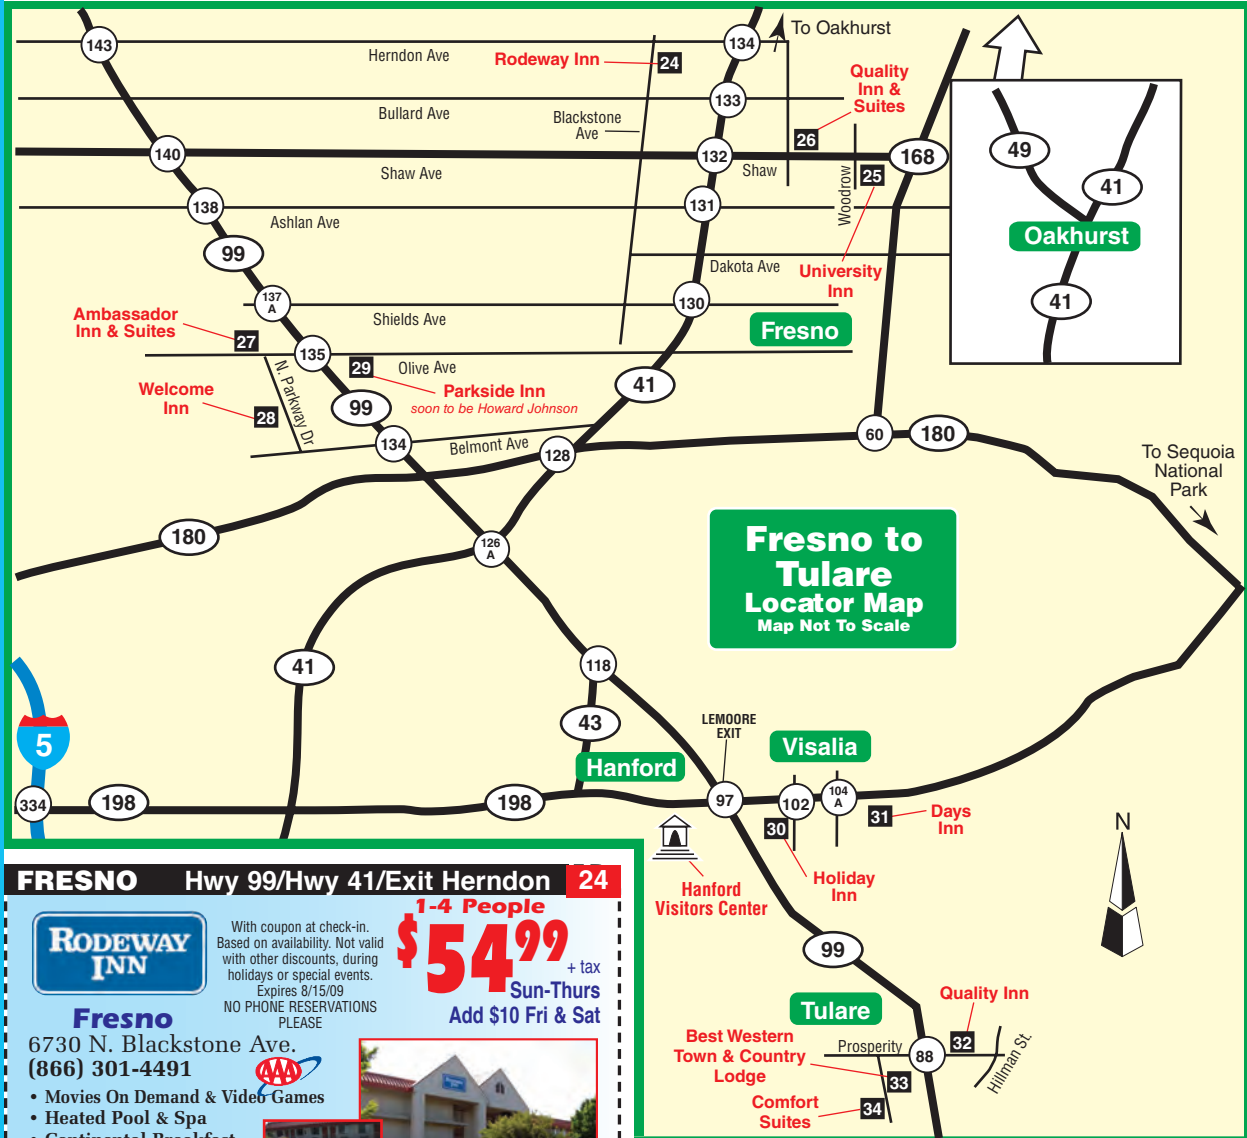 143
Herndon Ave
Rodeway Inn
24
134
To Oakhurst
Quality
Inn &
Suites
133
Bullard Ave
Blackstone
Ave
26
140
132
168
Shaw Ave
Shaw
Woodrow
25
49
41
138
131
Ashlan Ave
Oakhurst
99
Dakota Ave
University
Inn
41
137
A
130
Ambassador
Inn & Suites
Shields Ave
Fresno
27
135
29
Olive Ave
N. Parkway Dr
Welcome
Inn
99
Parkside Inn
soon to be Howard Johnson
41
28
134
Belmont Ave
128
60
180
To Sequoia
National
Park
180
126
A
Fresno to
Tulare
Locator Map
Map Not To Scale
41
118
43
LEMOORE
EXIT
5
Visalia
Hanford
334
198
198
97
102
104
A
30
31
Days
Inn
N
Hanford
Visitors Center
Holiday
Inn
99
Tulare
Quality Inn
Best Western
Town & Country
Lodge
Prosperity
88
32
Hillman St.
33
Comfort
Suites
34
FRESNO Hwy 99/Hwy 41/Exit Herndon 24
1-4 People
$54 99
+ tax
Sun-Thurs
Add $10 Fri & Sat
RODEWAY
INN
With coupon at check-in.
Based on availability. Not valid
with other discounts, during
holidays or special events.
Expires 8/15/09
NO PHONE RESERVATIONS
PLEASE
Fresno
6730 N. Blackstone Ave.
(866) 301-4491
AAA
• Movies On Demand & Video Games
• Heated Pool & Spa
• Continental Breakfast